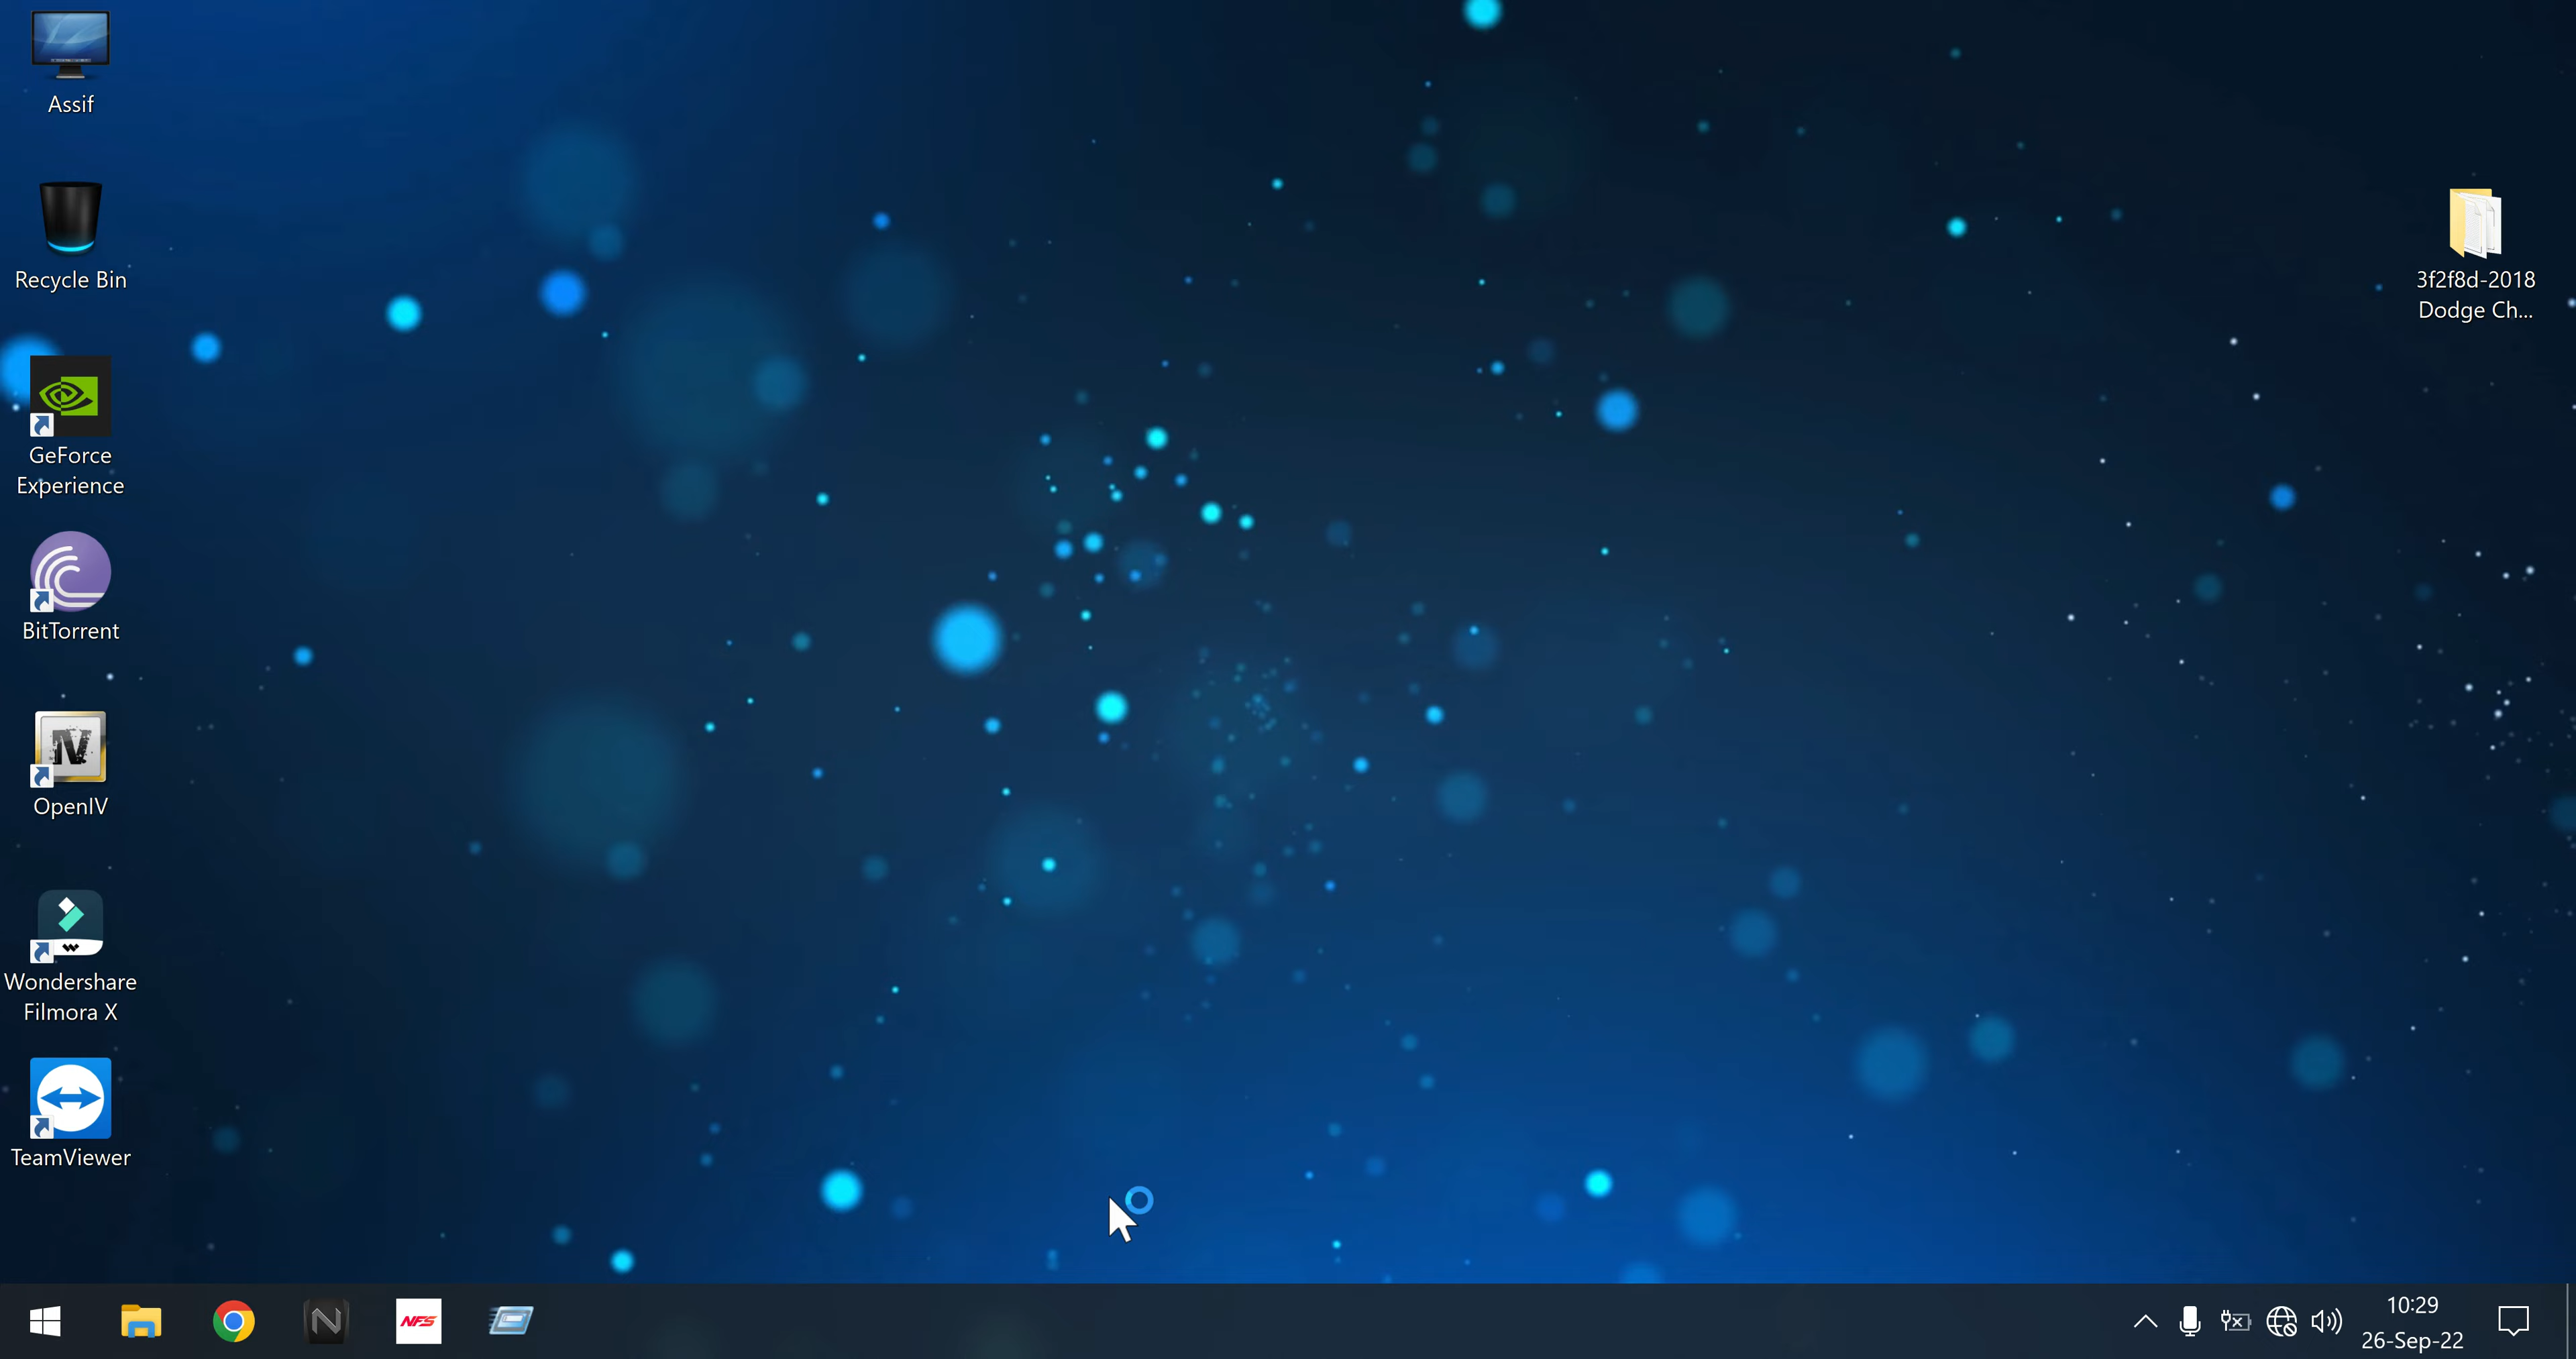 Assif
Recycle Bin
GeForce
Experience
BitTorrent
OpenIV
Wondershare
Filmora X
TeamViewer
3f2f8d-2018
Dodge Ch...
N
NFS
10:29
26-Sep-22